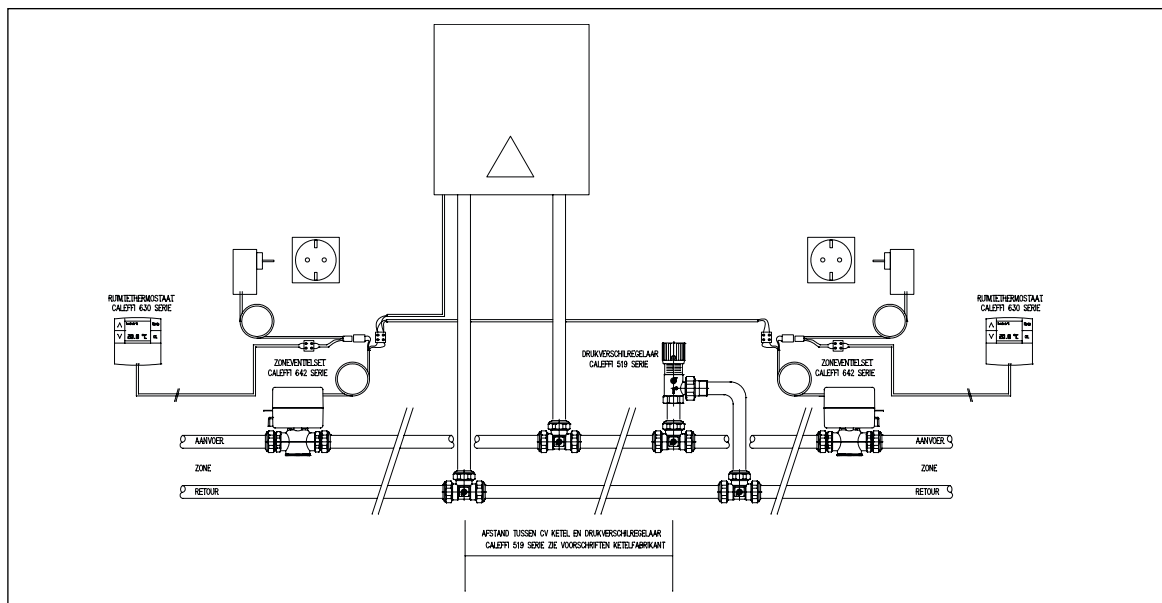 RUIMTETHERMOSTAAT
CALEFFI 630 SERIE
ZONEVENTIELSET
CALEFFI 642 SERIE
DRUKVERSCHILREGELAAR
CALEFFI 519 SERIE
RUIMTETHERMOSTAAT
CALEFFI 630 SERIE
ZONEVENTIELSET
CALEFFI 642 SERIE
AANVOER
ZONE
RETOUR
AANVOER
ZONE
RETOUR
AFSTAND TUSSEN CV KETEL EN DRUKVERSCHILREGELAAR
CALEFFI 519 SERIE ZIE VOORSCHRIFTEN KETELFABRIKANT